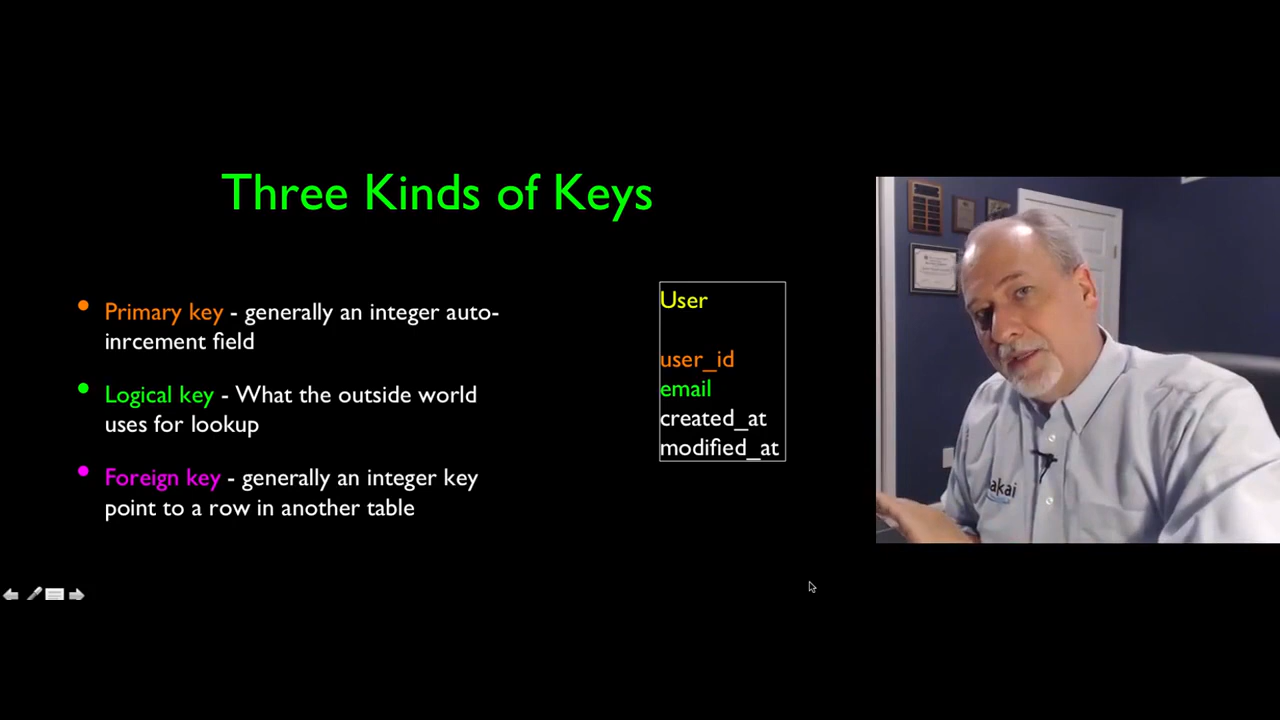 Three Kinds of Keys
• Primary key - generally an integer auto-
inrcement field
• Logical key - What the outside world
uses for lookup
• Foreign key - generally an integer key
point to a row in another table
User
user_id
email
created_at
modified_at
akai